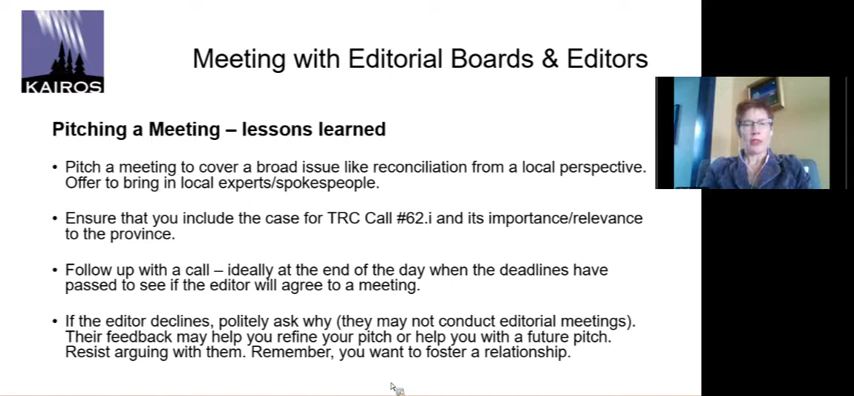 KAIROS
Meeting with Editorial Boards & Editors
Pitching a Meeting – lessons learned
• Pitch a meeting to cover a broad issue like reconciliation from a local perspective.
Offer to bring in local experts/spokespeople.
• Ensure that you include the case for TRC Call #62.i and its importance/relevance
to the province.
• Follow up with a call – ideally at the end of the day when the deadlines have
passed to see if the editor will agree to a meeting.
• If the editor declines, politely ask why (they may not conduct editorial meetings).
Their feedback may help you refine your pitch or help you with a future pitch.
Resist arguing with them. Remember, you want to foster a relationship.